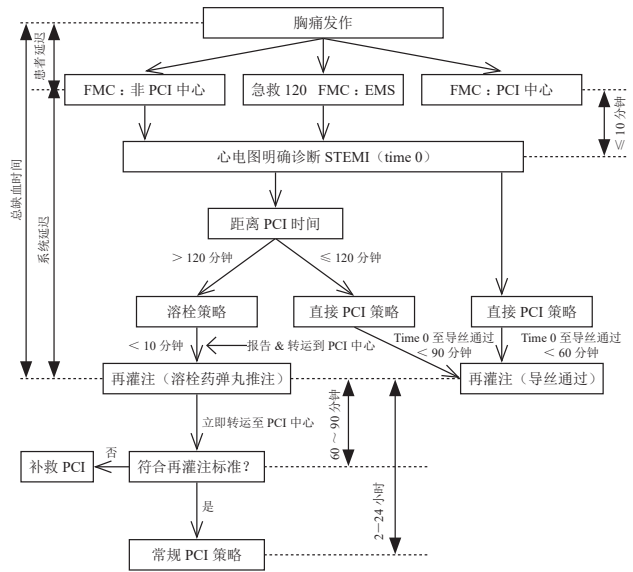 胸痛发作
患者延迟
FMC：非 PCI 中心
急救 120 FMC：EMS
FMC：PCI 中心
≤ 10 分钟
心电图明确诊断 STEMI（time 0）
总缺血时间
系统延迟
距离 PCI 时间
＞ 120 分钟
≤ 120 分钟
溶栓策略
直接 PCI 策略
直接 PCI 策略
＜ 10 分钟
报告 & 转运到 PCI 中心
Time 0 至导丝通过
＜ 90 分钟
Time 0 至导丝通过
＜ 60 分钟
再灌注（溶栓药弹丸推注）
再灌注（导丝通过）
立即转运至 PCI 中心
60 ～ 90 分钟
否
补救 PCI
符合再灌注标准？
2—24 小时
是
常规 PCI 策略